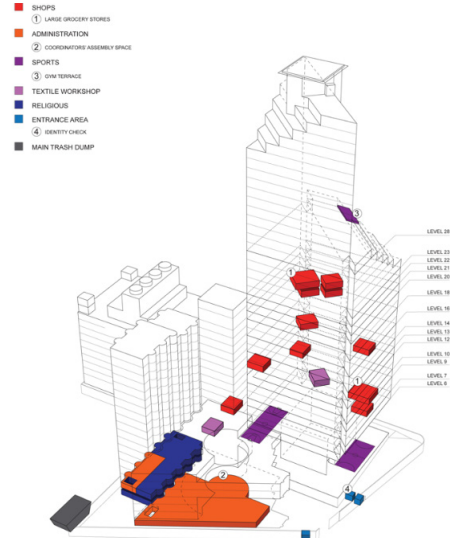 SHOPS
1 LARGE GROCERY STORES
ADMINISTRATION
2 COORDINATORS' ASSEMBLY SPACE
SPORTS
3 GYM TERRACE
TEXTILE WORKSHOP
RELIGIOUS
ENTRANCE AREA
4 IDENTITY CHECK
MAIN TRASH DUMP
3
LEVEL 28
LEVEL 23
LEVEL 22
LEVEL 21
LEVEL 20
1
LEVEL 18
LEVEL 16
LEVEL 14
LEVEL 13
LEVEL 12
LEVEL 10
LEVEL 9
LEVEL 7
LEVEL 6
1
2
4